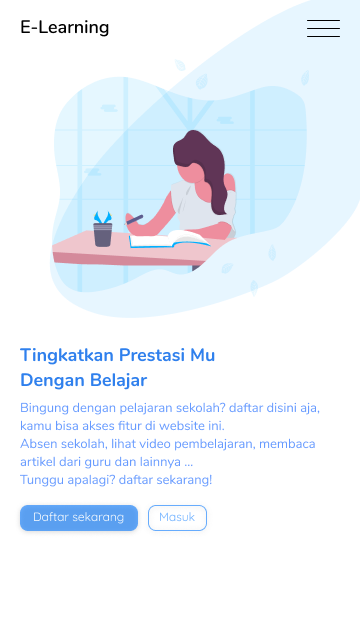 E-Learning
Tingkatkan Prestasi Mu
Dengan Belajar
Bingung dengan pelajaran sekolah? daftar disini aja,
kamu bisa akses fitur di website ini.
Absen sekolah, lihat video pembelajaran, membaca
artikel dari guru dan lainnya ...
Tunggu apalagi? daftar sekarang!
Daftar sekarang
Masuk